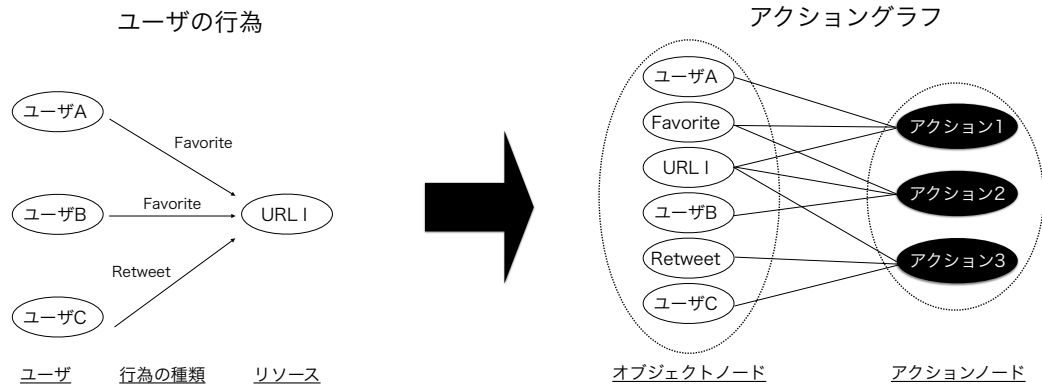 ユーザの行為
ユーザA
Favorite
ユーザB
Favorite
URL I
Retweet
ユーザC
ユーザ
行為の種類
リソース
アクショングラフ
ユーザA
Favorite
URL I
ユーザB
Retweet
ユーザC
アクション1
アクション2
アクション3
オブジェクトノード
アクションノード